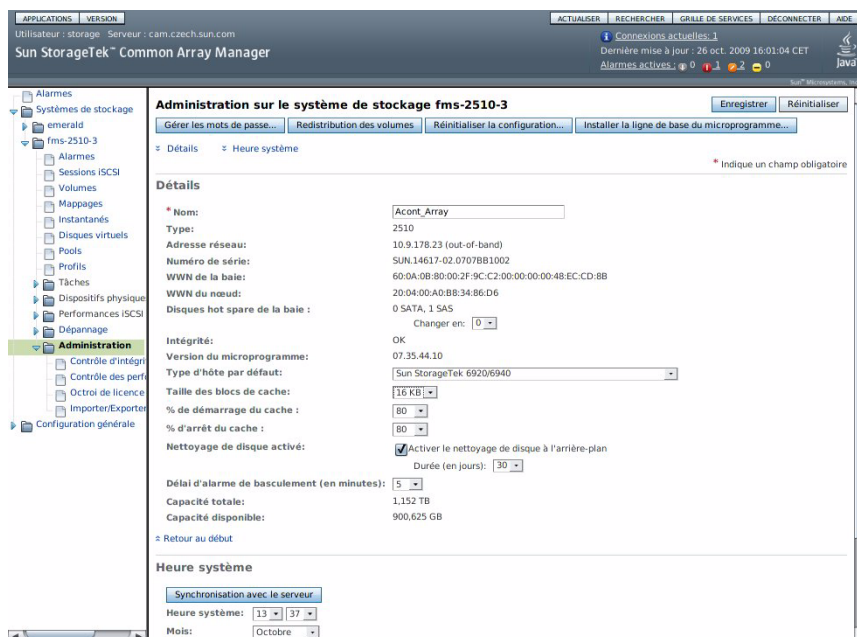 APPLICATIONS VERSION ACTUALISER RECHERCHER GRILLE DE SERVICES DÉCONNECTER AIDE
Utilisateur : storage Serveur : cam.czech.sun.com
Sun StorageTek™ Common Array Manager
Connexions actuelles: 1
Dernière mise à jour : 26 oct. 2009 16:01:04 CET
Alarmes actives : 0 1 2 0
Java
Sun™ Microsystems, Inc.
Alarmes
Systèmes de stockage
emerald
fms-2510-3
Alarmes
Sessions iSCSI
Volumes
Mappages
Instantanés
Disques virtuels
Pools
Profils
Tâches
Dispositifs physique
Performances iSCSI
Dépannage
Administration
Contrôle d'intégri
Contrôle des perf
Octroi de licence
Importer/Exporter
Configuration générale
Administration sur le système de stockage fms-2510-3 Enregistrer Réinitialiser
Gérer les mots de passe... Redistribution des volumes Réinitialiser la configuration... Installer la ligne de base du microprogramme...
Détails Heure système
* Indique un champ obligatoire
Détails
* Nom: Acont_Array
Type: 2510
Adresse réseau: 10.9.178.23 (out-of-band)
Numéro de série: SUN.14617-02.0707BB1002
WWN de la baie: 60:0A:0B:80:00:2F:9C:C2:00:00:00:00:48:EC:CD:8B
WWN du nœud: 20:04:00:A0:B8:34:86:D6
Disques hot spare de la baie : 0 SATA, 1 SAS
Changer en: 0
Intégrité: OK
Version du microprogramme: 07.35.44.10
Type d'hôte par défaut: Sun StorageTek 6920/6940
Taille des blocs de cache: 16 KB
% de démarrage du cache : 80
% d'arrêt du cache : 80
Nettoyage de disque activé: Activer le nettoyage de disque à l'arrière-plan
Durée (en jours): 30
Délai d'alarme de basculement (en minutes): 5
Capacité totale: 1,152 TB
Capacité disponible: 900,625 GB
Retour au début
Heure système
Synchronisation avec le serveur
Heure système: 13 37
Mois: Octobre